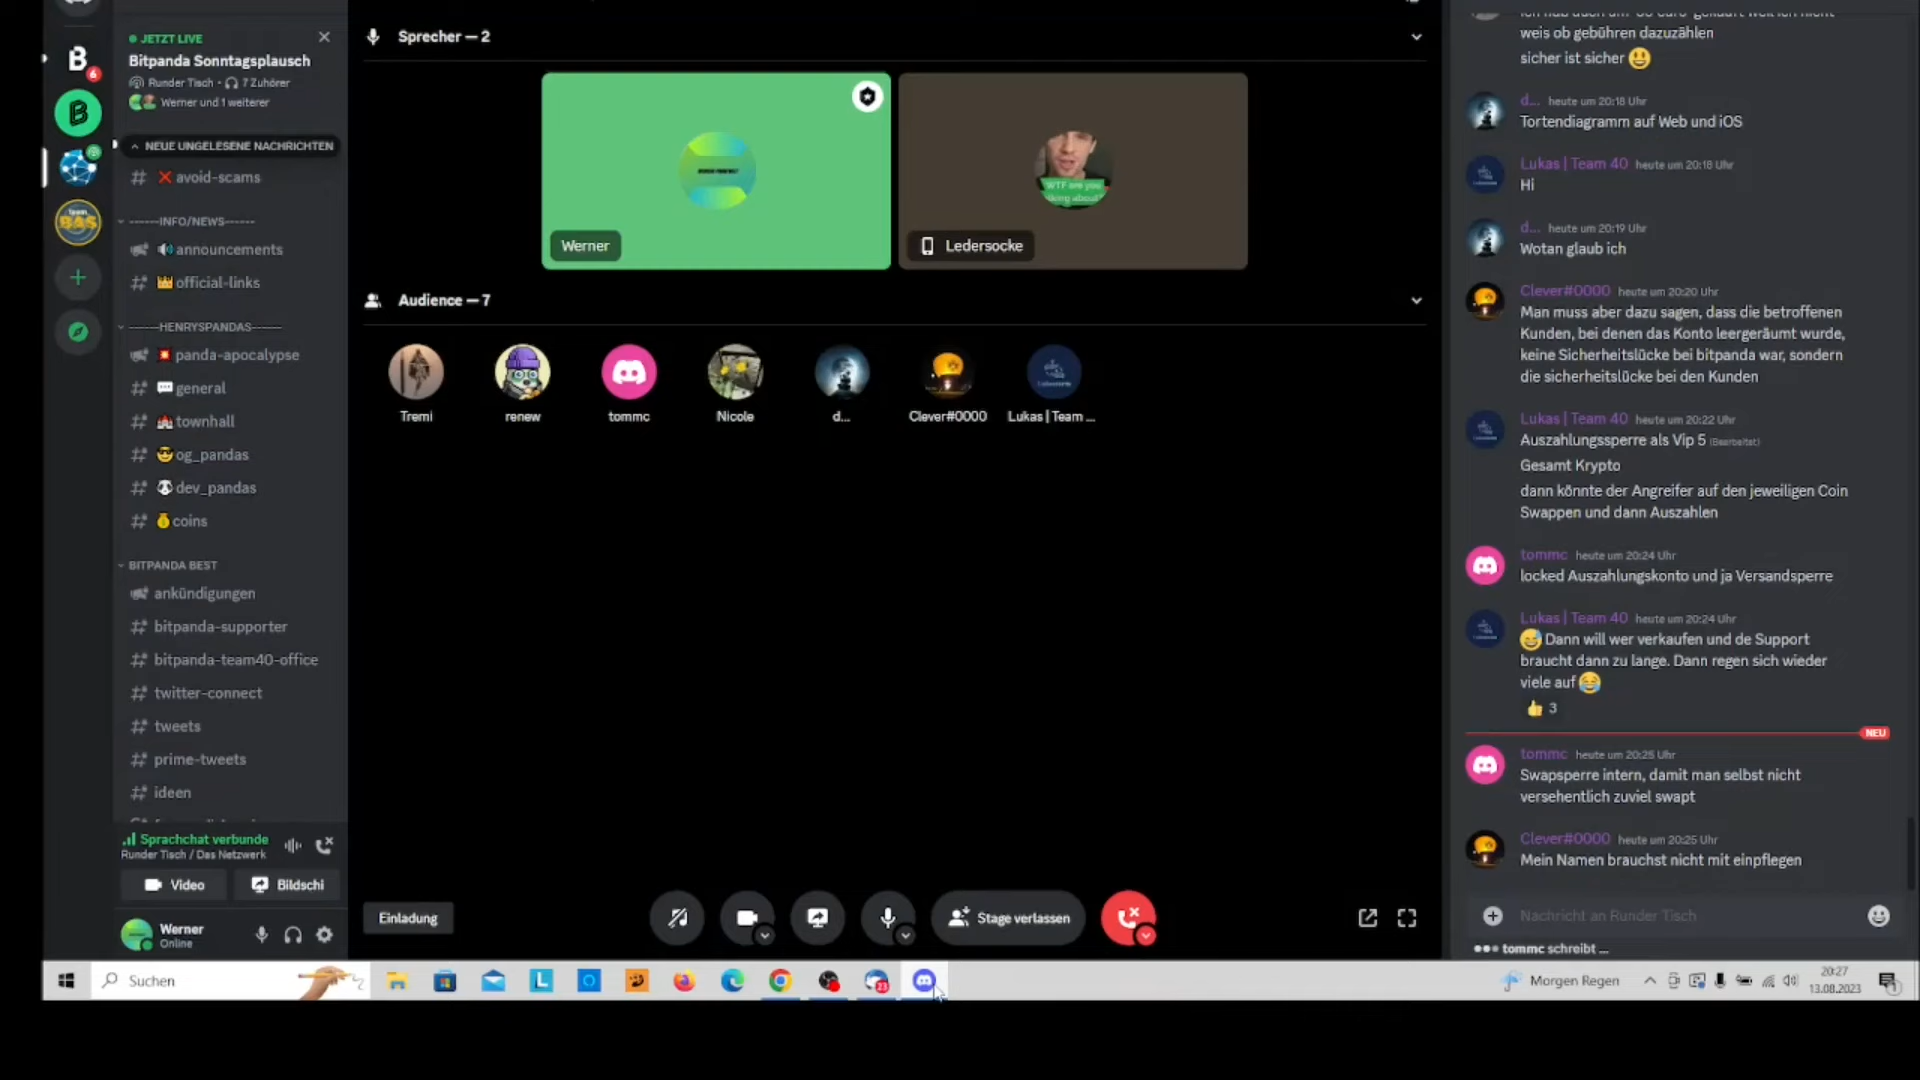 JETZT LIVE
Bitpanda Sonntagsplausch
Runder Tisch • 7 Zuhörer
Werner und 1 weiterer
B
6
NEUE UNGELESENE NACHRICHTEN
avoid-scams
team
BAS
------INFO/NEWS------
announcements
official-links
------HENRYSPANDAS------
panda-apocalypse
general
townhall
og_pandas
dev_pandas
coins
BITPANDA BEST
ankündigungen
bitpanda-supporter
bitpanda-team40-office
twitter-connect
tweets
prime-tweets
ideen
Sprachchat verbunde
Runder Tisch / Das Netzwerk
Video
Bildschi
Werner
Online
Sprecher — 2
Werner
WTF are you
Ledersocke
Audience — 7
Tremi
renew
tommc
Nicole
d...
Clever#0000
Lukas | Team ...
Einladung
Stage verlassen
weis ob gebühren dazuzählen
sicher ist sicher
d... heute um 20:18 Uhr
Tortendiagramm auf Web und iOS
Lukas | Team 40 heute um 20:18 Uhr
Hi
d... heute um 20:19 Uhr
Wotan glaub ich
Clever#0000 heute um 20:20 Uhr
Man muss aber dazu sagen, dass die betroffenen
Kunden, bei denen das Konto leergeräumt wurde,
keine Sicherheitslücke bei bitpanda war, sondern
die sicherheitslücke bei den Kunden
Lukas | Team 40 heute um 20:22 Uhr
Auszahlungssperre als Vip 5 (Bearbeitet)
Gesamt Krypto
dann könnte der Angreifer auf den jeweiligen Coin
Swappen und dann Auszahlen
tommc heute um 20:24 Uhr
locked Auszahlungskonto und ja Versandsperre
Lukas | Team 40 heute um 20:24 Uhr
Dann will wer verkaufen und de Support
braucht dann zu lange. Dann regen sich wieder
viele auf
3
NEU
tommc heute um 20:25 Uhr
Swapsperre intern, damit man selbst nicht
versehentlich zuviel swapt
Clever#0000 heute um 20:25 Uhr
Mein Namen brauchst nicht mit einpflegen
Nachricht an Runder Tisch
tommc schreibt ...
Suchen
L
23
Morgen Regen
20:27
13.08.2023
1